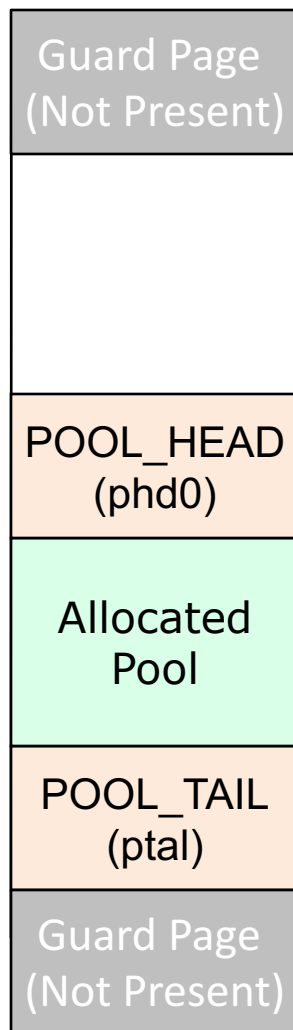 Guard Page
(Not Present)
POOL_HEAD
(phd0)
Allocated
Pool
POOL_TAIL
(ptal)
Guard Page
(Not Present)